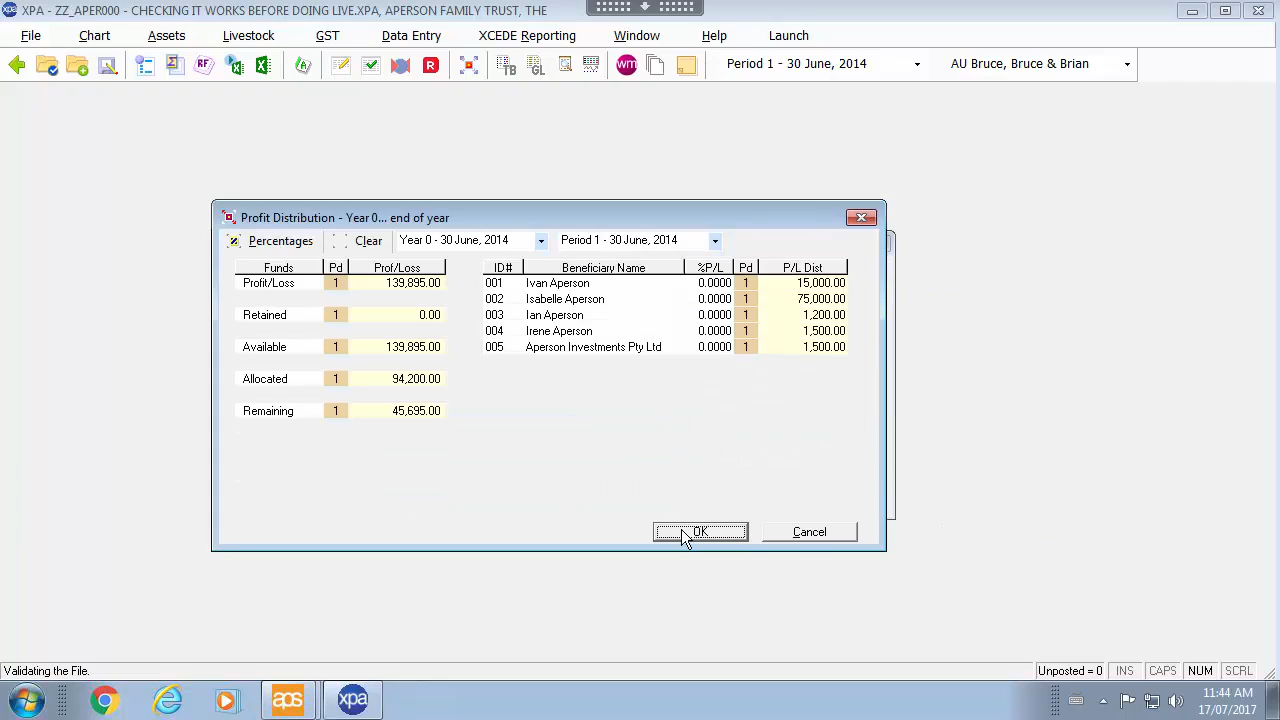 XPA - ZZ_APER000 - CHECKING IT WORKS BEFORE DOING LIVE.XPA, APERSON FAMILY TRUST, THE
File Chart Assets Livestock GST Data Entry XCEDE Reporting Window Help Launch
RF R TB GL wm Period 1 - 30 June, 2014 AU Bruce, Bruce & Brian
Profit Distribution - Year 0... end of year
Percentages Clear Year 0 - 30 June, 2014 Period 1 - 30 June, 2014
Funds Pd Prof/Loss ID# Beneficiary Name %P/L Pd P/L Dist
Profit/Loss 1 139,895.00 001 Ivan Aperson 0.0000 1 15,000.00
002 Isabelle Aperson 0.0000 1 75,000.00
Retained 1 0.00 003 Ian Aperson 0.0000 1 1,200.00
004 Irene Aperson 0.0000 1 1,500.00
Available 1 139,895.00 005 Aperson Investments Pty Ltd 0.0000 1 1,500.00
Allocated 1 94,200.00
Remaining 1 45,695.00
OK Cancel
Validating the File. Unposted = 0 INS CAPS NUM SCRL
aps xpa 11:44 AM
17/07/2017